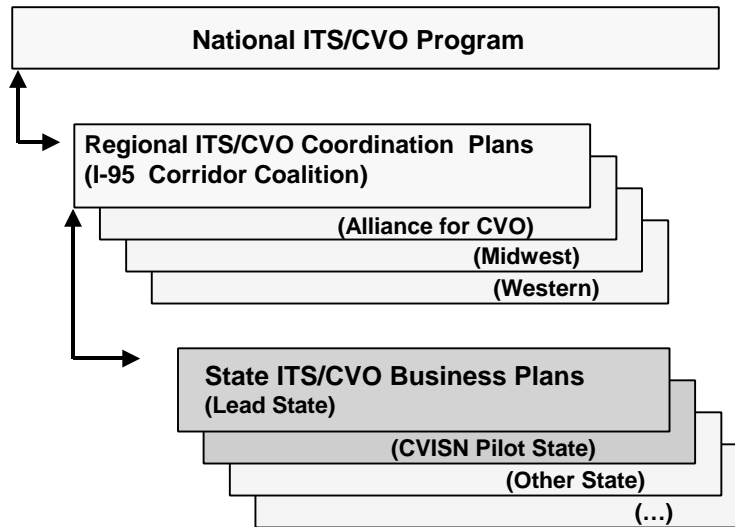 National ITS/CVO Program
Regional ITS/CVO Coordination Plans
(I-95 Corridor Coalition)
(Alliance for CVO)
(Midwest)
(Western)
State ITS/CVO Business Plans
(Lead State)
(CVISN Pilot State)
(Other State)
(...)